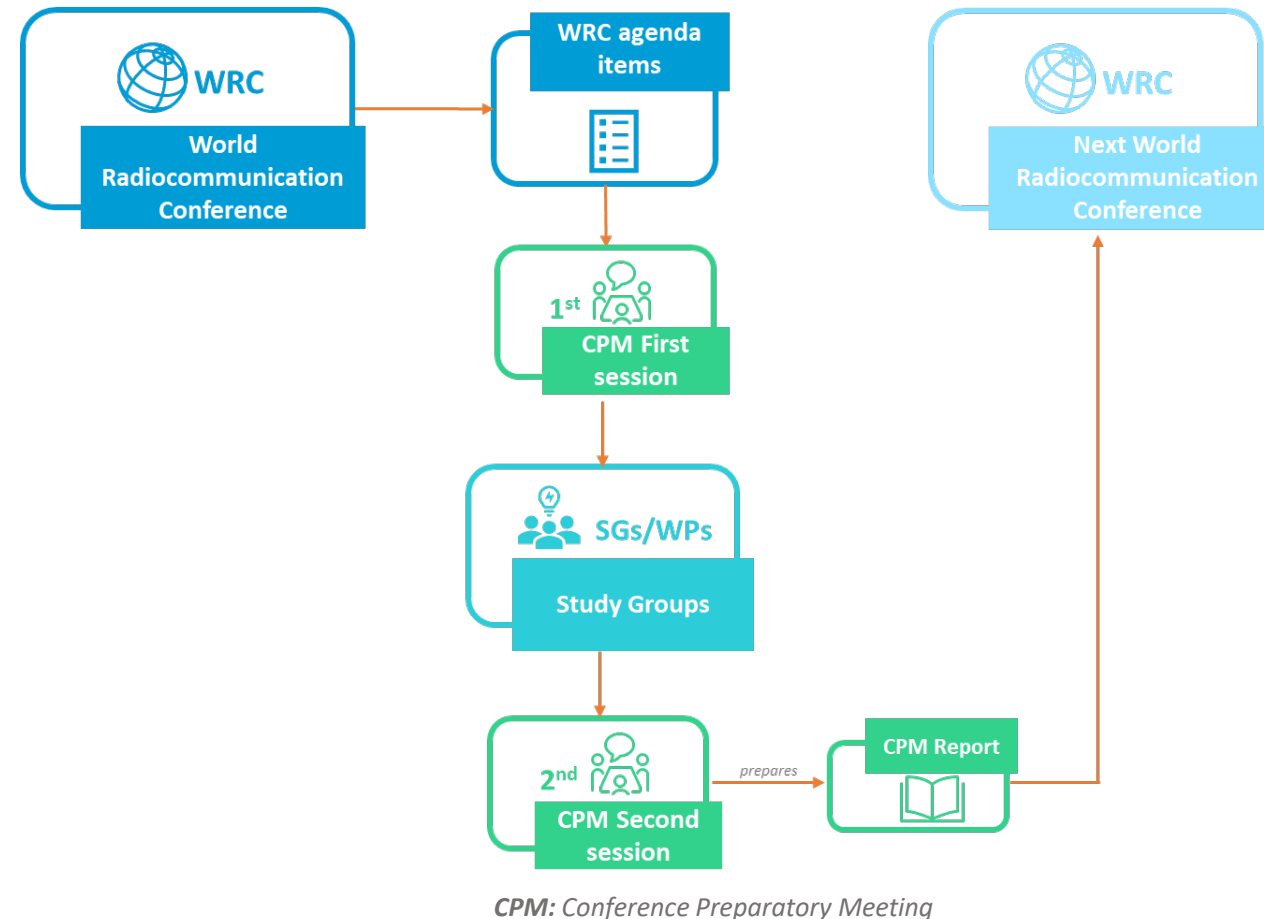 WRC
World
Radiocommunication
Conference
WRC agenda
items
WRC
Next World
Radiocommunication
Conference
1st
CPM First
session
SGs/WPs
Study Groups
2nd
CPM Second
session
prepares
CPM Report
CPM: Conference Preparatory Meeting